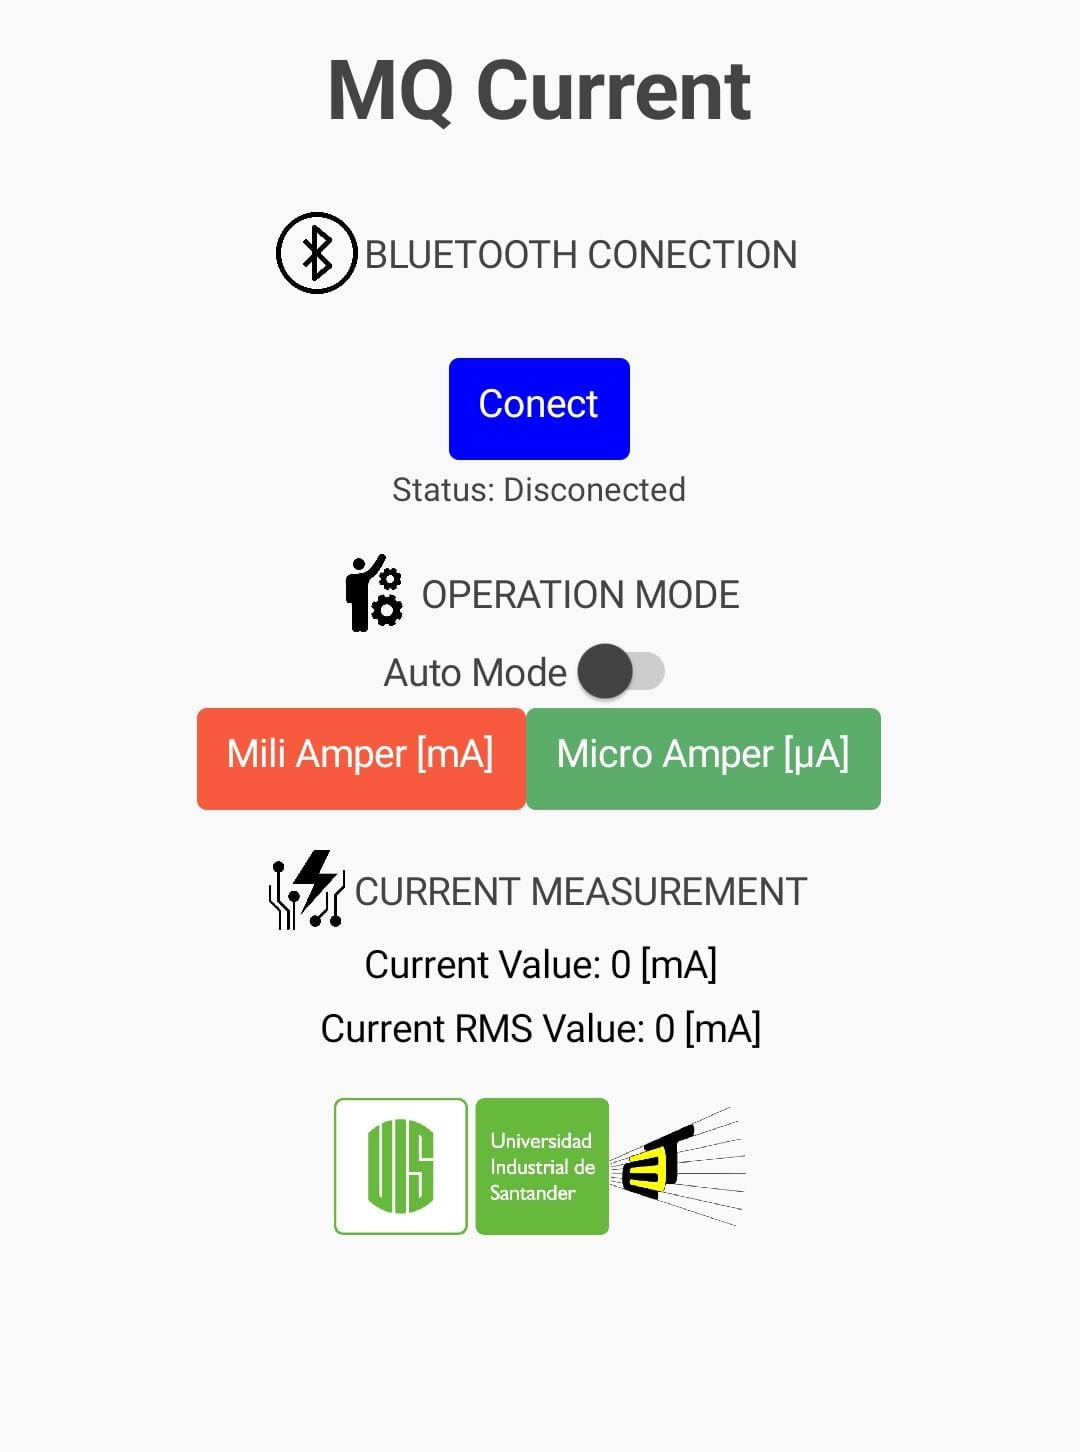 MQ Current
BLUETOOTH CONECTION
Conect
Status: Disconected
OPERATION MODE
Auto Mode
Mili Amper [mA]
Micro Amper [µA]
CURRENT MEASUREMENT
Current Value: 0 [mA]
Current RMS Value: 0 [mA]
UIS
Universidad
Industrial de
Santander